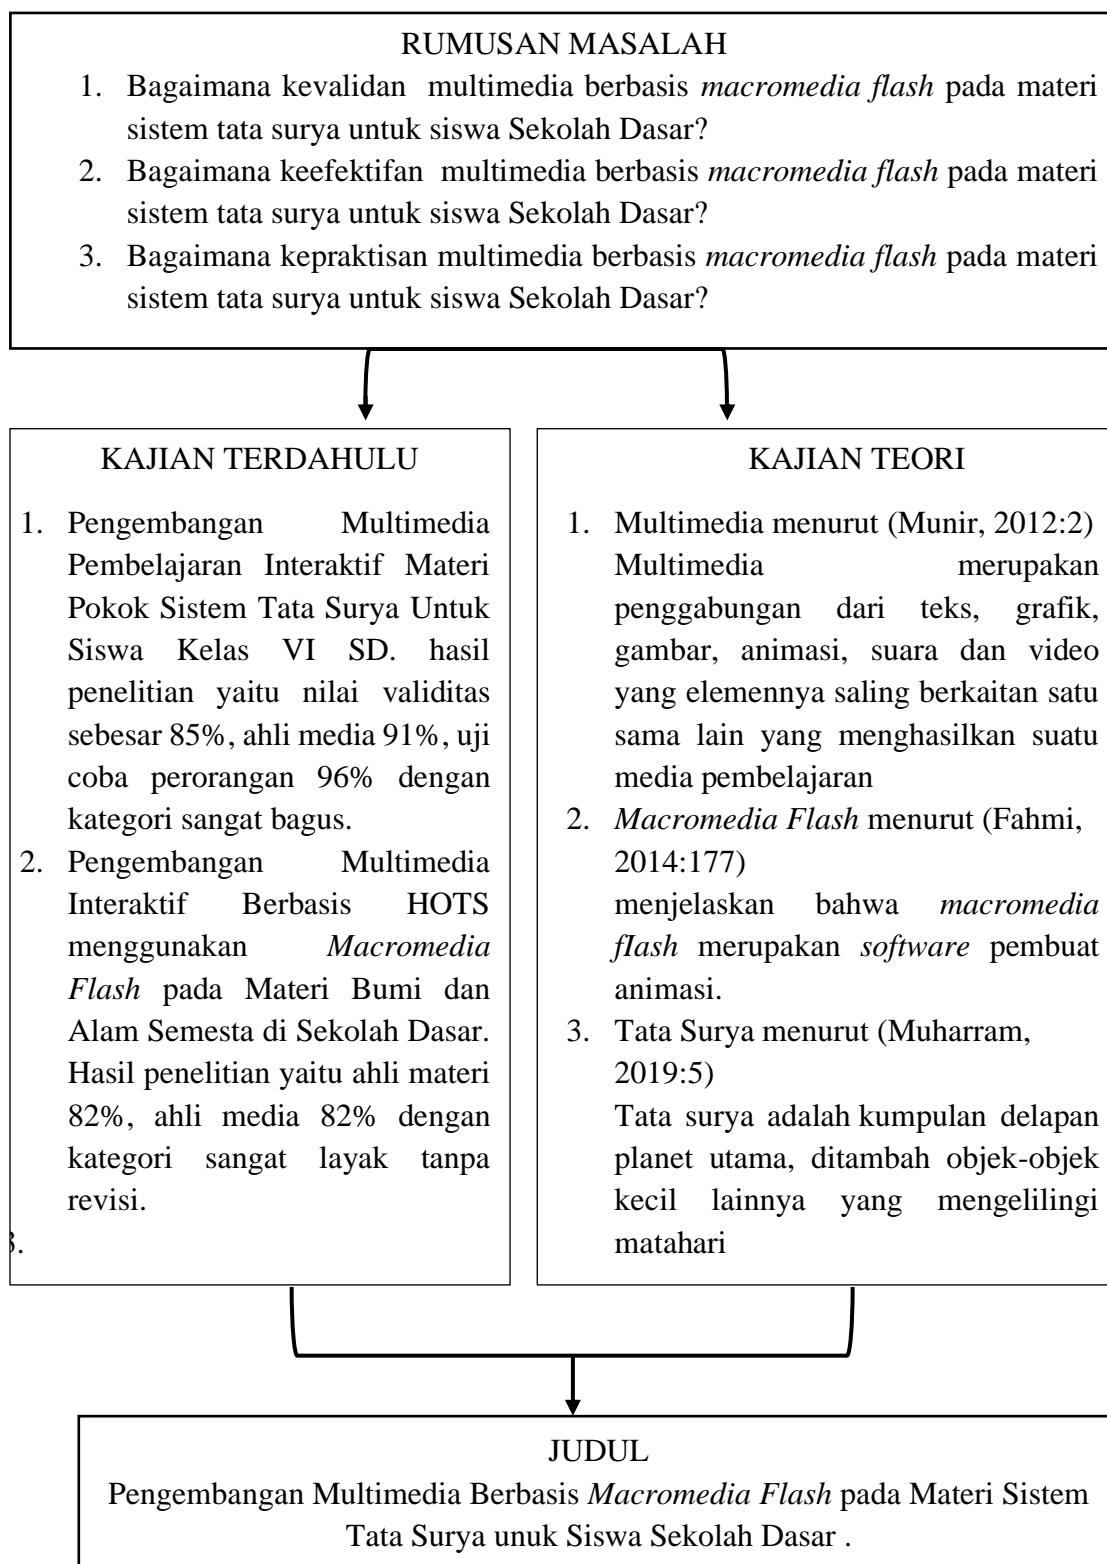 RUMUSAN MASALAH
1. Bagaimana kevalidan multimedia berbasis macromedia flash pada materi
sistem tata surya untuk siswa Sekolah Dasar?
2. Bagaimana keefektifan multimedia berbasis macromedia flash pada materi
sistem tata surya untuk siswa Sekolah Dasar?
3. Bagaimana kepraktisan multimedia berbasis macromedia flash pada materi
sistem tata surya untuk siswa Sekolah Dasar?
KAJIAN TERDAHULU
1. Pengembangan Multimedia
Pembelajaran Interaktif Materi
Pokok Sistem Tata Surya Untuk
Siswa Kelas VI SD. hasil
penelitian yaitu nilai validitas
sebesar 85%, ahli media 91%, uji
coba perorangan 96% dengan
kategori sangat bagus.
2. Pengembangan Multimedia
Interaktif Berbasis HOTS
menggunakan Macromedia
Flash pada Materi Bumi dan
Alam Semesta di Sekolah Dasar.
Hasil penelitian yaitu ahli materi
82%, ahli media 82% dengan
kategori sangat layak tanpa
revisi.
3.
KAJIAN TEORI
1. Multimedia menurut (Munir, 2012:2)
Multimedia merupakan
penggabungan dari teks, grafik,
gambar, animasi, suara dan video
yang elemennya saling berkaitan satu
sama lain yang menghasilkan suatu
media pembelajaran
2. Macromedia Flash menurut (Fahmi,
2014:177)
menjelaskan bahwa macromedia
fIash merupakan software pembuat
animasi.
3. Tata Surya menurut (Muharram,
2019:5)
Tata surya adalah kumpulan delapan
planet utama, ditambah objek-objek
kecil lainnya yang mengelilingi
matahari
JUDUL
Pengembangan Multimedia Berbasis Macromedia Flash pada Materi Sistem
Tata Surya unuk Siswa Sekolah Dasar .